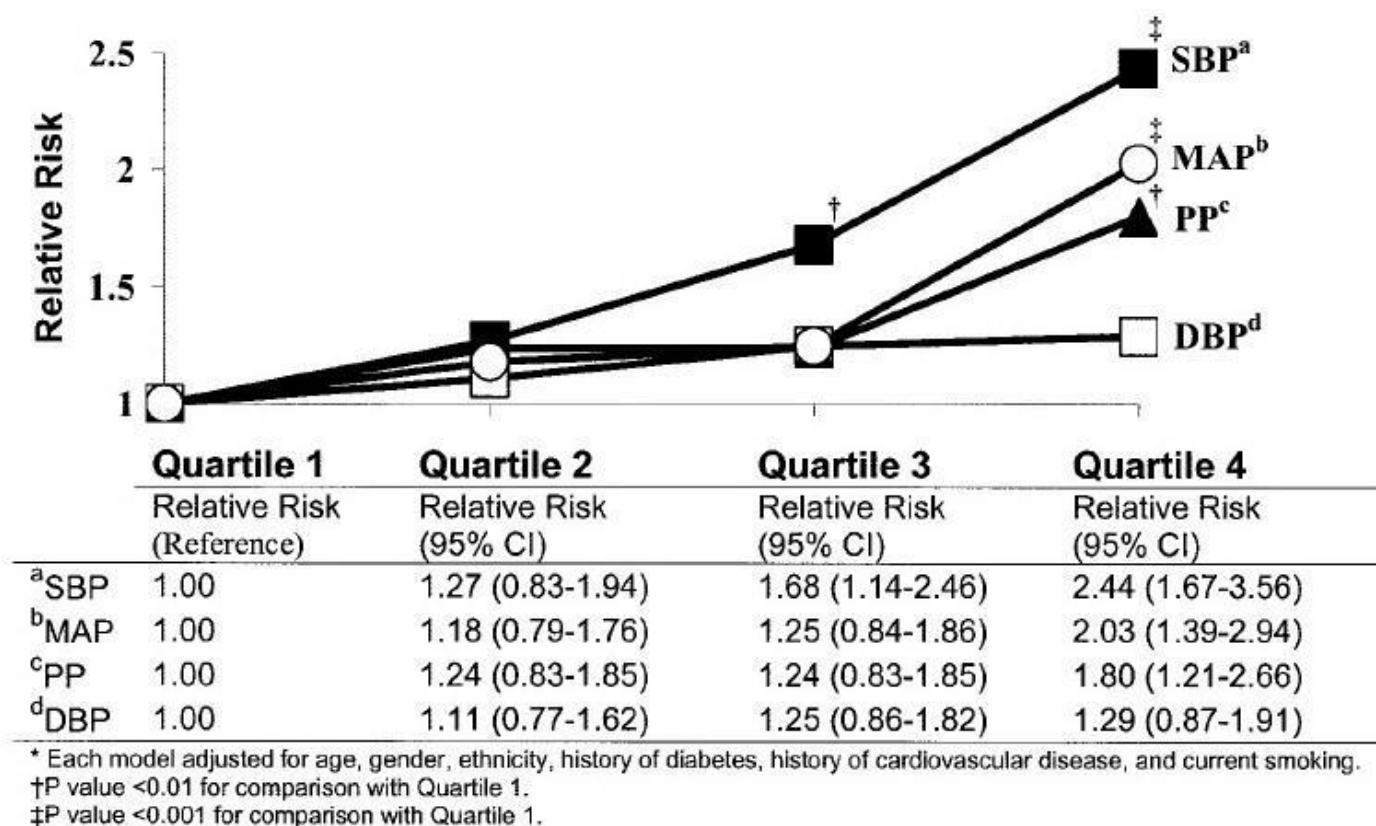 2.5
2
1.5
1
Relative Risk
‡
SBPᵃ
‡
MAPᵇ
†
†
PPᶜ
DBPᵈ
Quartile 1 Quartile 2 Quartile 3 Quartile 4
Relative Risk Relative Risk Relative Risk Relative Risk
(Reference) (95% CI) (95% CI) (95% CI)
ᵃSBP 1.00 1.27 (0.83-1.94) 1.68 (1.14-2.46) 2.44 (1.67-3.56)
ᵇMAP 1.00 1.18 (0.79-1.76) 1.25 (0.84-1.86) 2.03 (1.39-2.94)
ᶜPP 1.00 1.24 (0.83-1.85) 1.24 (0.83-1.85) 1.80 (1.21-2.66)
ᵈDBP 1.00 1.11 (0.77-1.62) 1.25 (0.86-1.82) 1.29 (0.87-1.91)
* Each model adjusted for age, gender, ethnicity, history of diabetes, history of cardiovascular disease, and current smoking.
†P value <0.01 for comparison with Quartile 1.
‡P value <0.001 for comparison with Quartile 1.